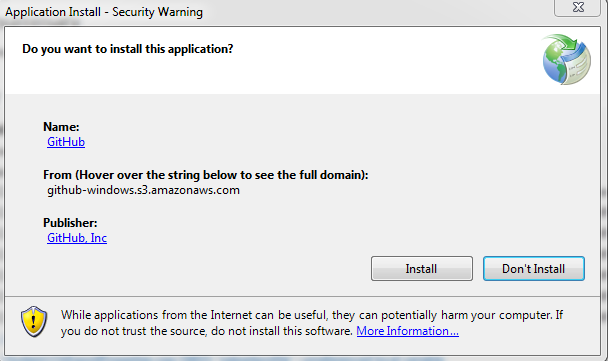 Application Install - Security Warning
Do you want to install this application?
Name:
GitHub
From (Hover over the string below to see the full domain):
github-windows.s3.amazonaws.com
Publisher:
GitHub, Inc
Install
Don't Install
While applications from the Internet can be useful, they can potentially harm your computer. If
you do not trust the source, do not install this software. More Information...